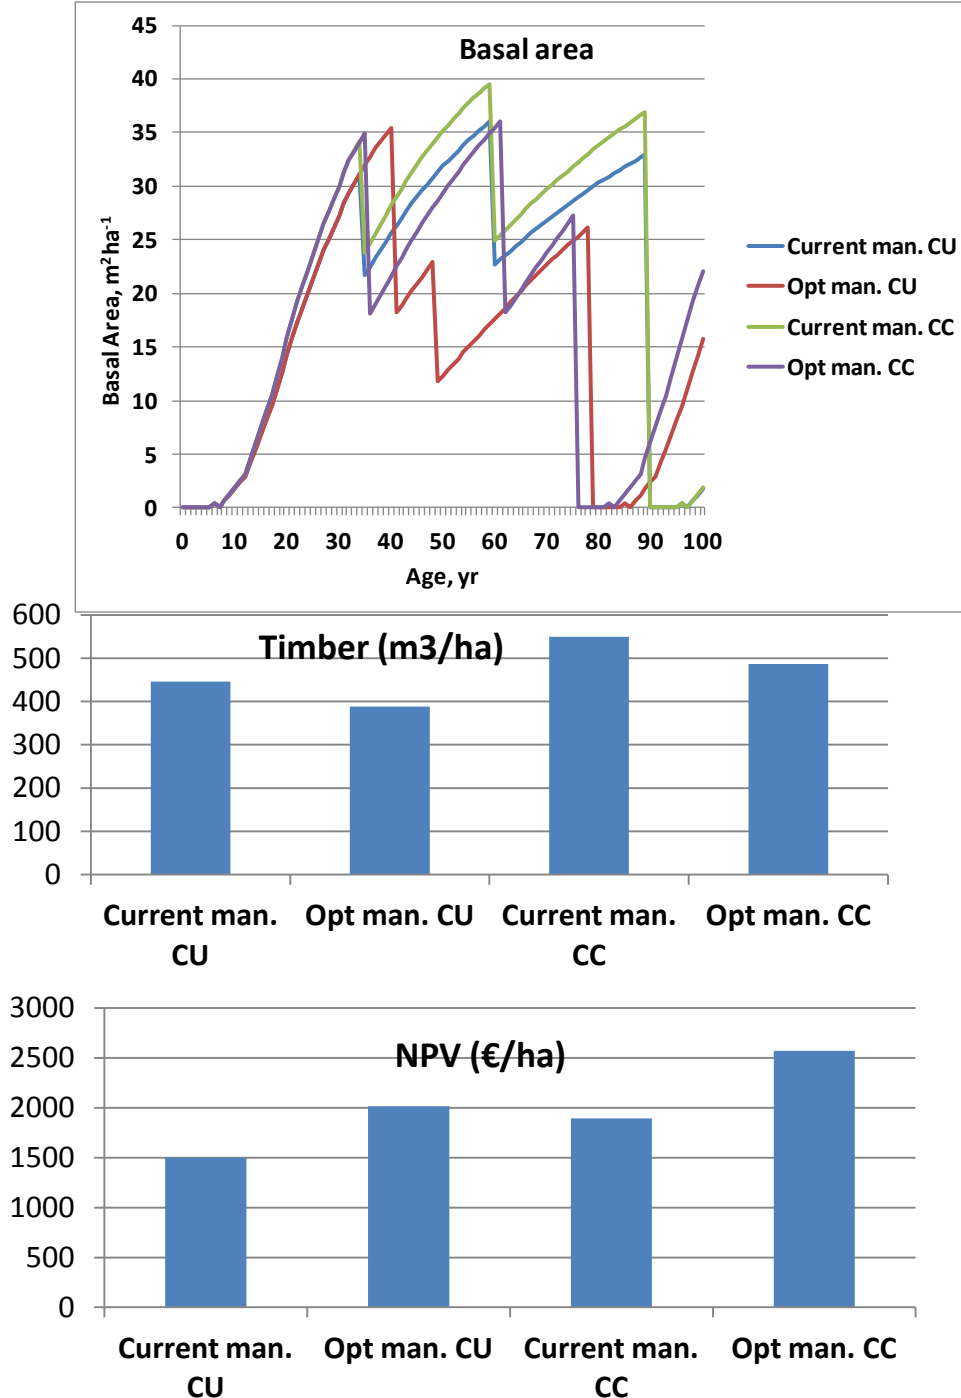 Basal area
45
40
35
30
25
20
15
10
5
0
Basal Area, m² ha⁻¹
0 10 20 30 40 50 60 70 80 90 100
Age, yr
Current man. CU
Opt man. CU
Current man. CC
Opt man. CC
Timber (m3/ha)
600
500
400
300
200
100
0
Current man. CU
Opt man. CU
Current man. CC
Opt man. CC
NPV (€/ha)
3000
2500
2000
1500
1000
500
0
Current man. CU
Opt man. CU
Current man. CC
Opt man. CC